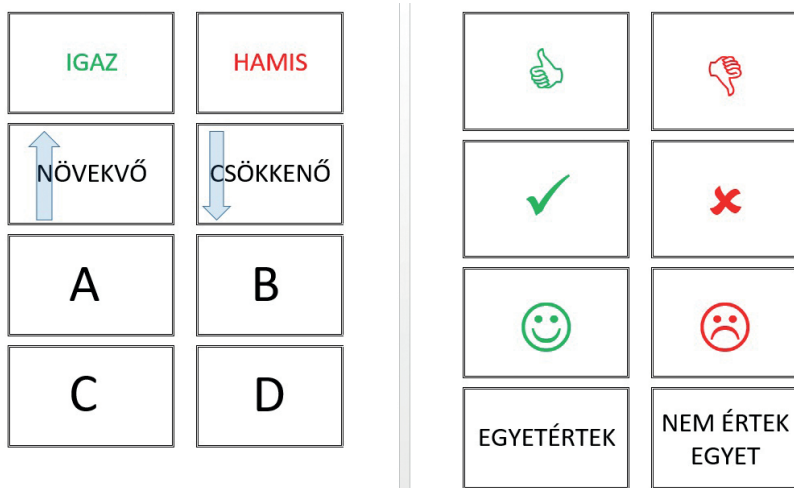 IGAZ
HAMIS
NÖVEKVŐ
CSÖKKENŐ
A
B
C
D
EGYETÉRTEK
NEM ÉRTEK
EGYET